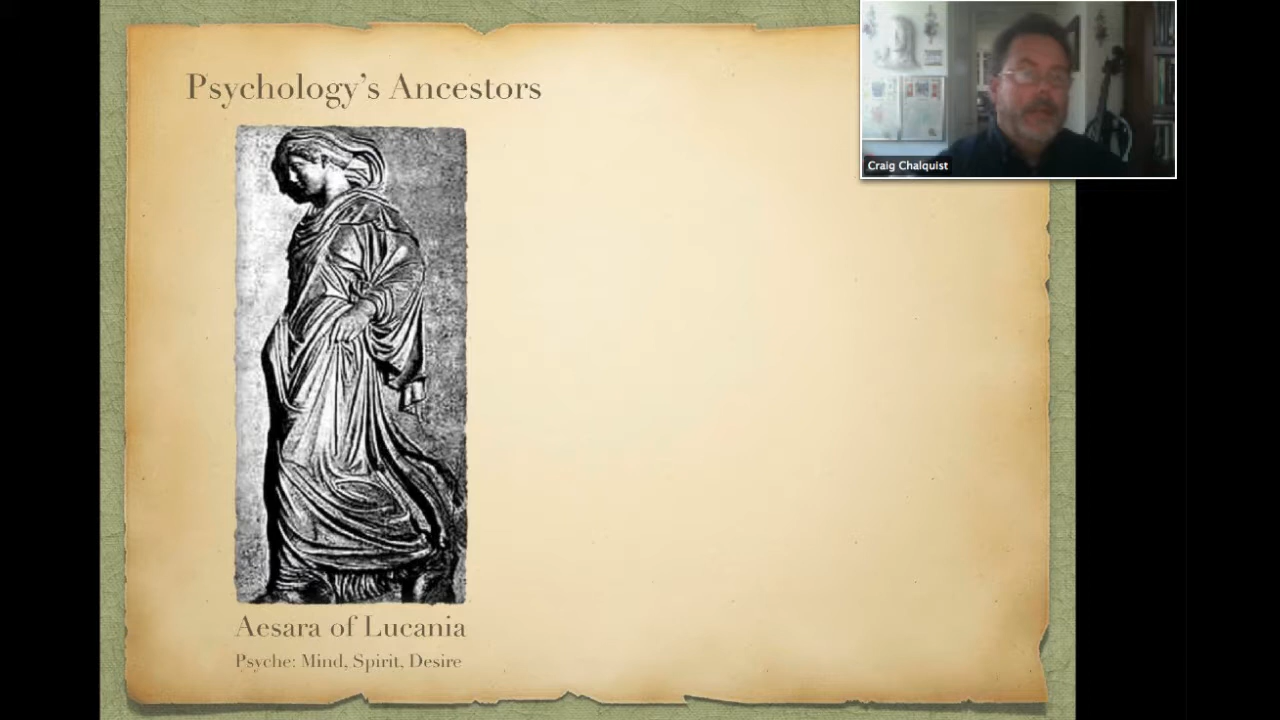 Psychology's Ancestors
Craig Chalquist
Aesara of Lucania
Psyche: Mind, Spirit, Desire